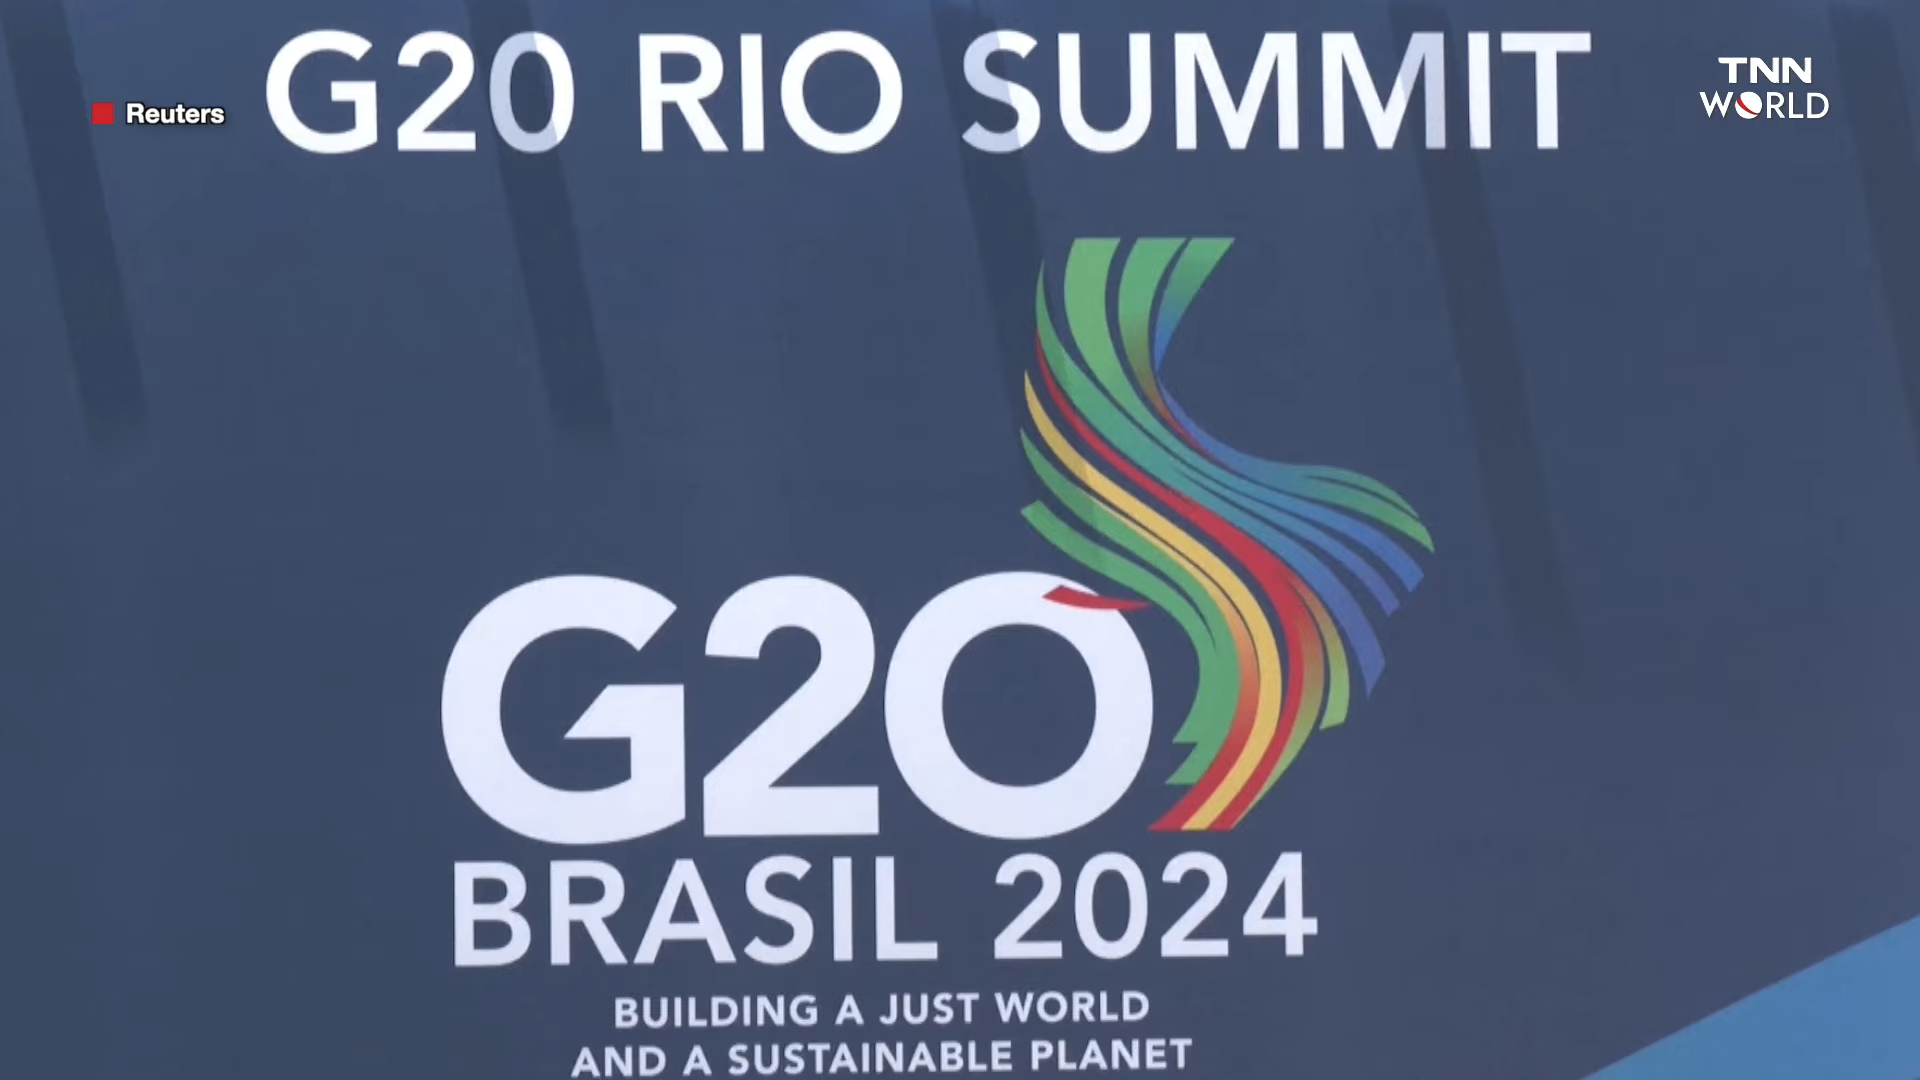 G20 RIO SUMMIT
Reuters
TNN
WORLD
G20
BRASIL 2024
BUILDING A JUST WORLD
AND A SUSTAINABLE PLANET